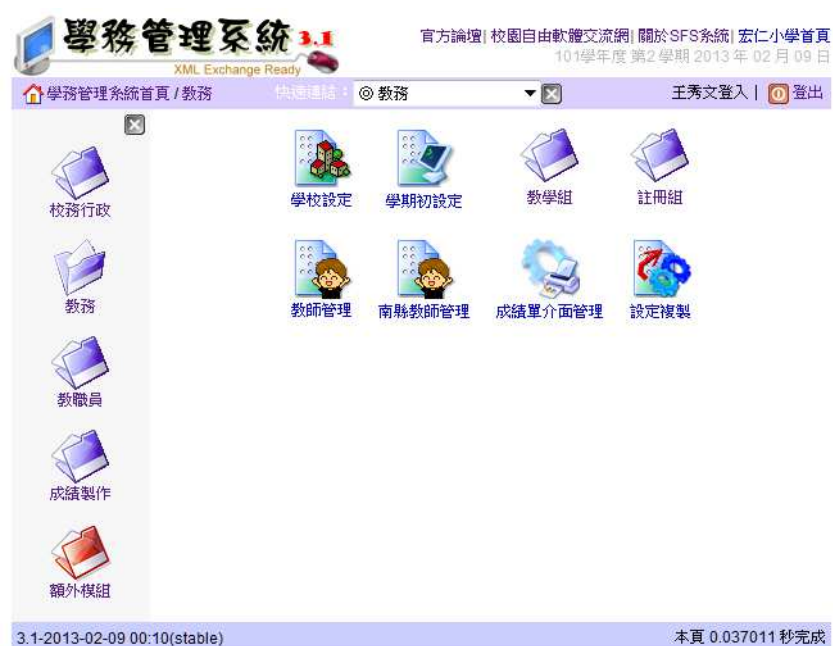 學務管理系統 3.1
XML Exchange Ready
官方論壇| 校園自由軟體交流網| 關於SFS系統| 宏仁小學首頁
101學年度 第2學期 2013 年 02 月 09 日
學務管理系統首頁 / 教務
快速連結：
◎ 教務
王秀文登入 | 登出
校務行政
教務
教職員
成績製作
額外模組
學校設定
學期初設定
教學組
註冊組
教師管理
南縣教師管理
成績單介面管理
設定複製
3.1-2013-02-09 00:10(stable)
本頁 0.037011 秒完成